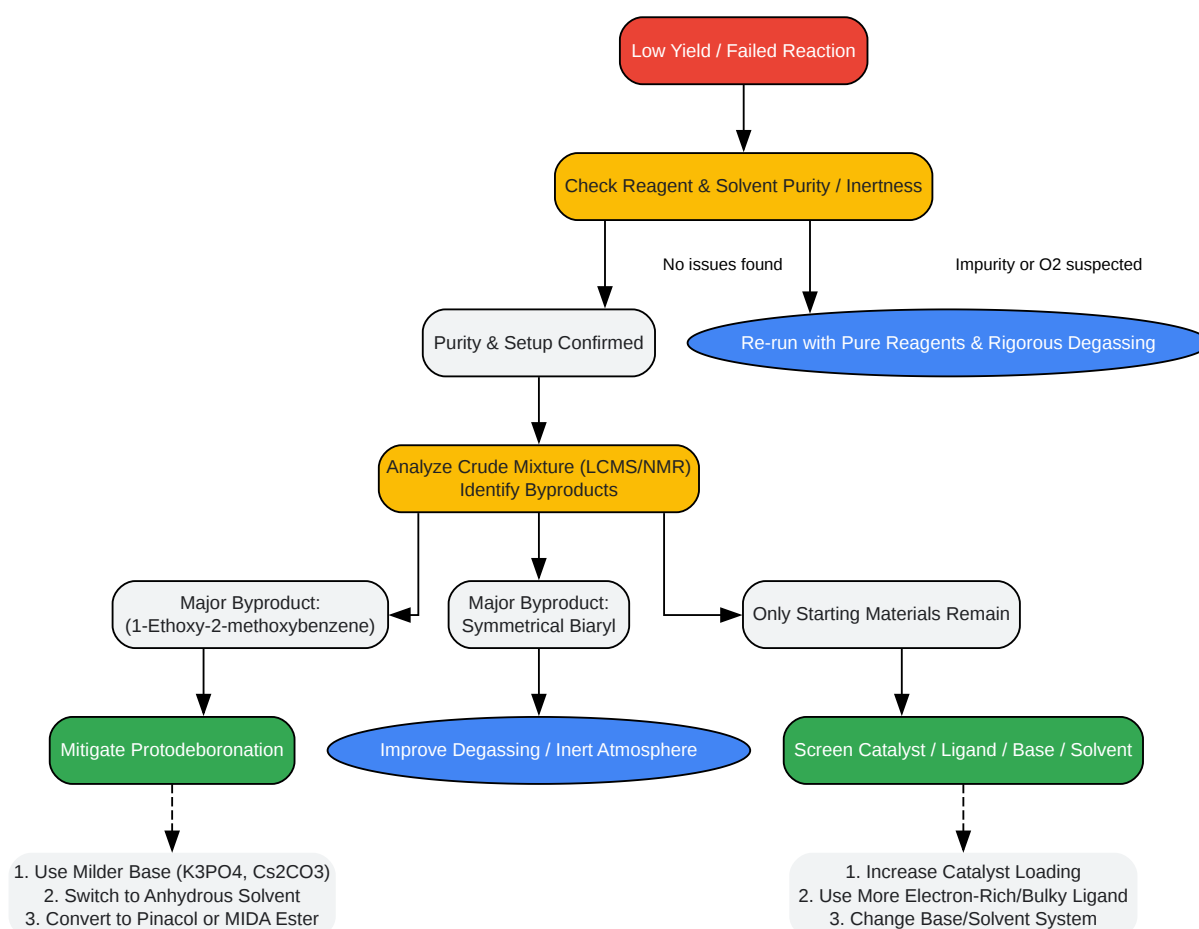 Low Yield / Failed Reaction
Check Reagent & Solvent Purity / Inertness
No issues found
Impurity or O2 suspected
Purity & Setup Confirmed
Re-run with Pure Reagents & Rigorous Degassing
Analyze Crude Mixture (LCMS/NMR)
Identify Byproducts
Major Byproduct:
(1-Ethoxy-2-methoxybenzene)
Major Byproduct:
Symmetrical Biaryl
Only Starting Materials Remain
Mitigate Protodeboronation
Improve Degassing / Inert Atmosphere
Screen Catalyst / Ligand / Base / Solvent
1. Use Milder Base (K3PO4, Cs2CO3)
2. Switch to Anhydrous Solvent
3. Convert to Pinacol or MIDA Ester
1. Increase Catalyst Loading
2. Use More Electron-Rich/Bulky Ligand
3. Change Base/Solvent System